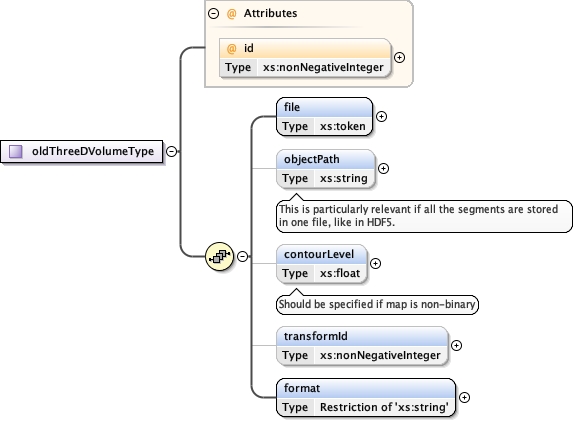 @ Attributes
@ id
Type xs:nonNegativeInteger
oldThreeDVolumeType
file
Type xs:token
objectPath
Type xs:string
This is particularly relevant if all the segments are stored
in one file, like in HDF5.
contourLevel
Type xs:float
Should be specified if map is non-binary
transformId
Type xs:nonNegativeInteger
format
Type Restriction of 'xs:string'